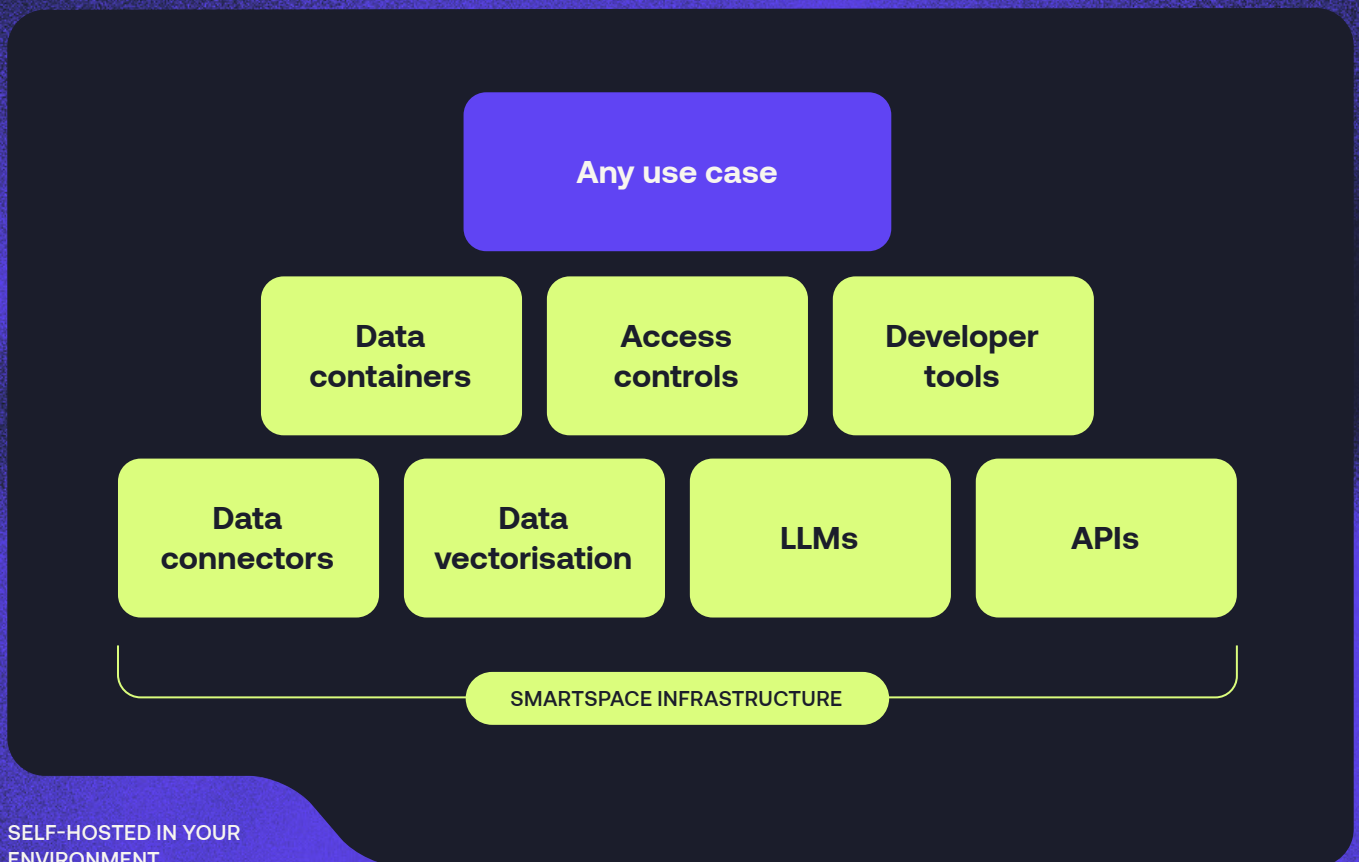 Any use case
Data
containers
Access
controls
Developer
tools
Data
connectors
Data
vectorisation
LLMs
APIs
SMARTSPACE INFRASTRUCTURE
SELF-HOSTED IN YOUR
ENVIRONMENT